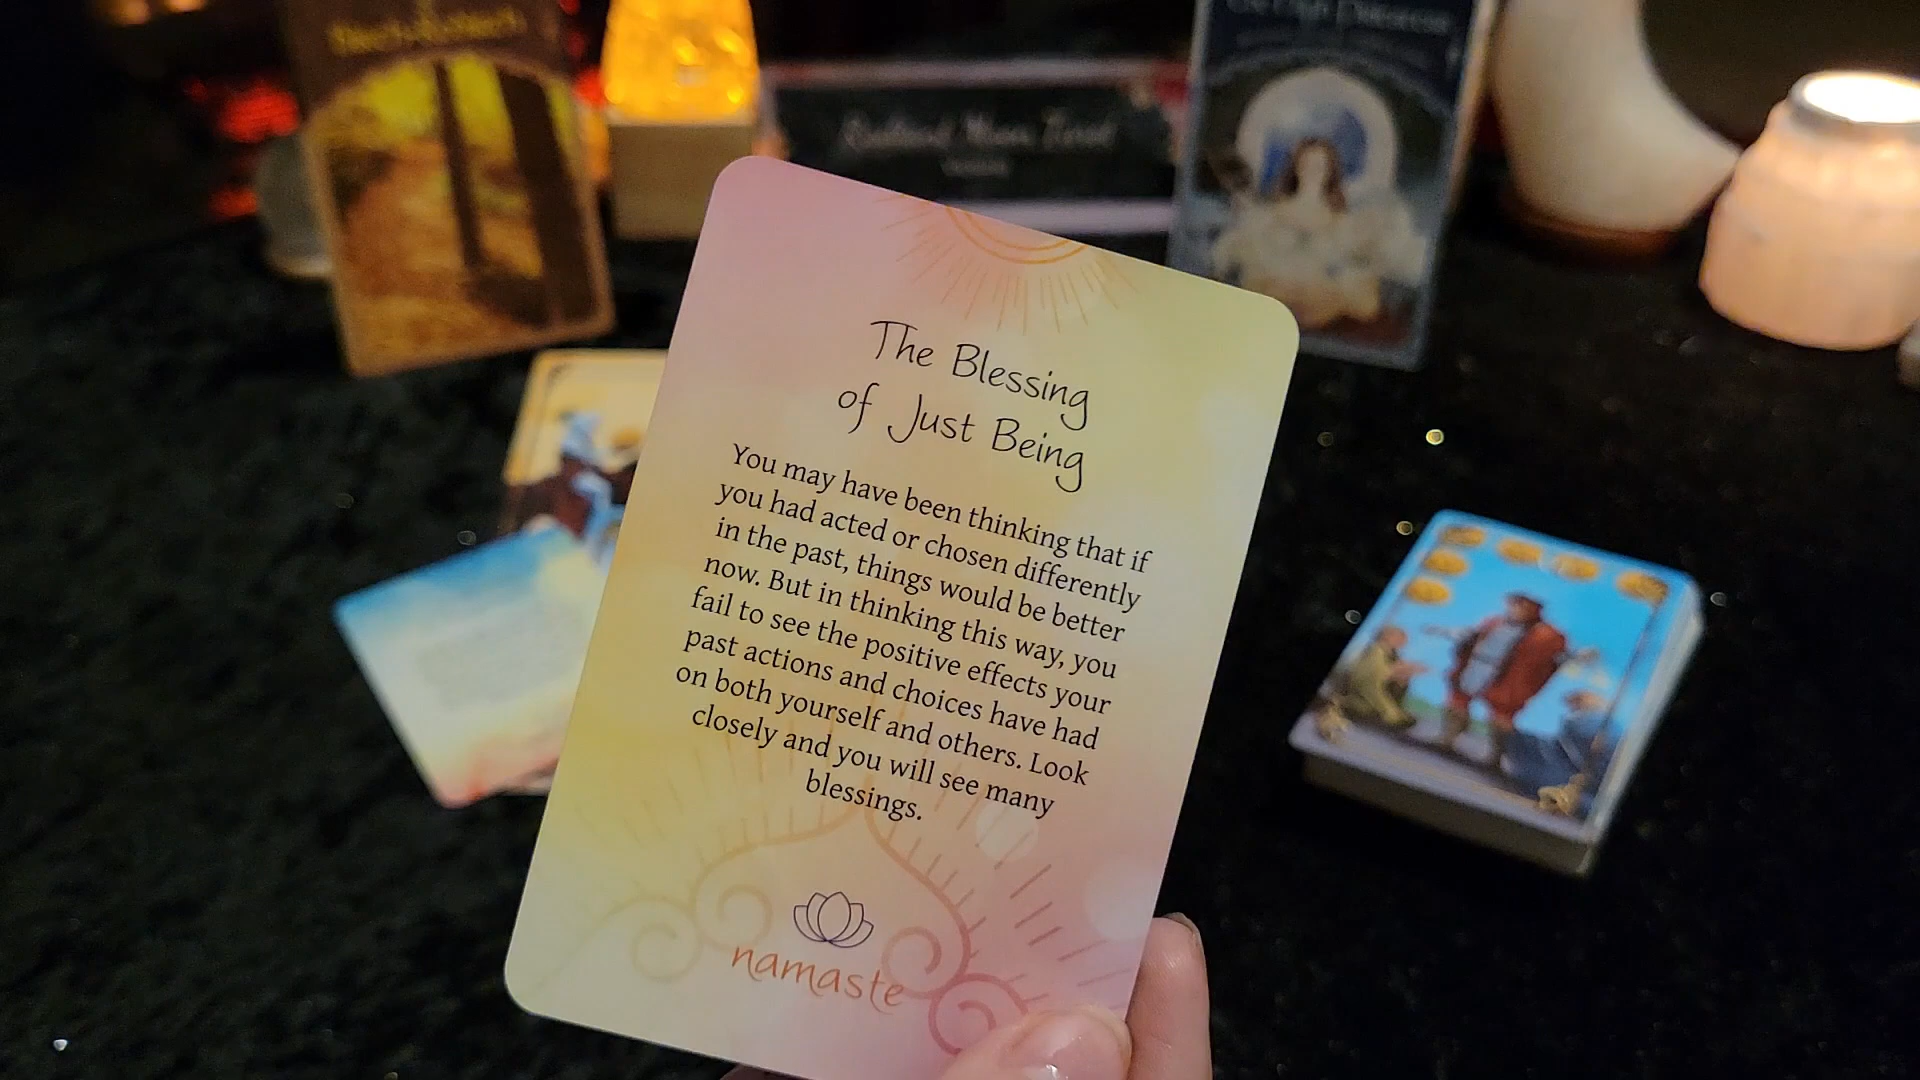 The Blessing
of Just Being
You may have been thinking that if
you had acted or chosen differently
in the past, things would be better
now. But in thinking this way, you
fail to see the positive effects your
past actions and choices have had
on both yourself and others. Look
closely and you will see many
blessings.
namaste